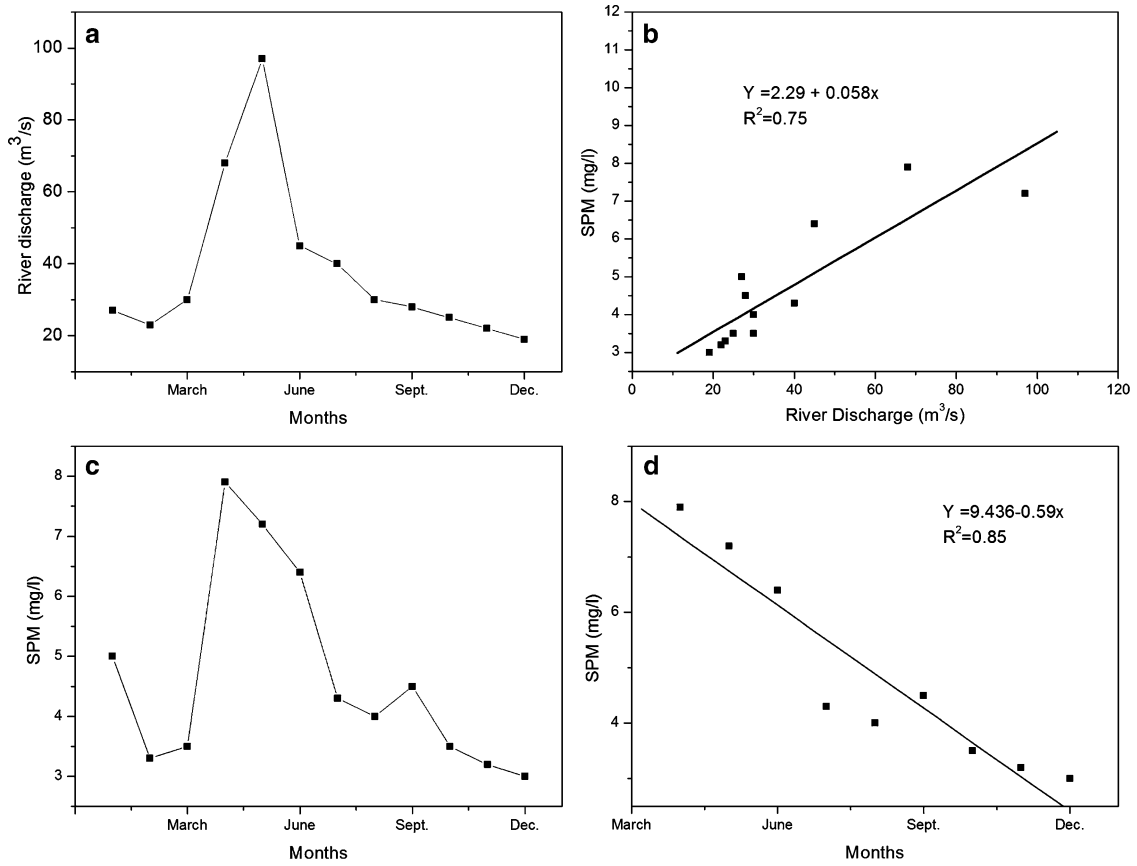 a
100
80
60
40
20
River discharge (m³/s)
March June Sept. Dec.
Months
b
12
11
10
9
8
7
6
5
4
3
SPM (mg/l)
Y =2.29 + 0.058x
R²=0.75
0 20 40 60 80 100 120
River Discharge (m³/s)
c
8
7
6
5
4
3
SPM (mg/l)
March June Sept. Dec.
Months
d
8
6
4
SPM (mg/l)
Y =9.436-0.59x
R²=0.85
March June Sept. Dec.
Months